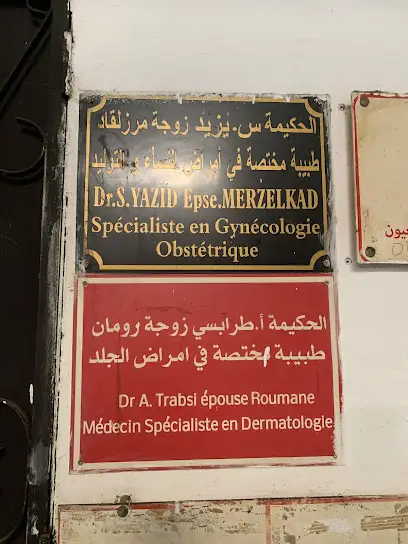 الحكيمة س. يزيد زوجة مرزلقاد
طبيبة مختصة في أمراض النساء و التوليد
Dr.S.YAZID Epse.MERZELKAD
Spécialiste en Gynécologie
Obstétrique
الحكيمة أ.طرابسي زوجة رومان
طبيبة مختصة في امراض الجلد
Dr A. Trabsi épouse Roumane
Médecin Spécialiste en Dermatologie